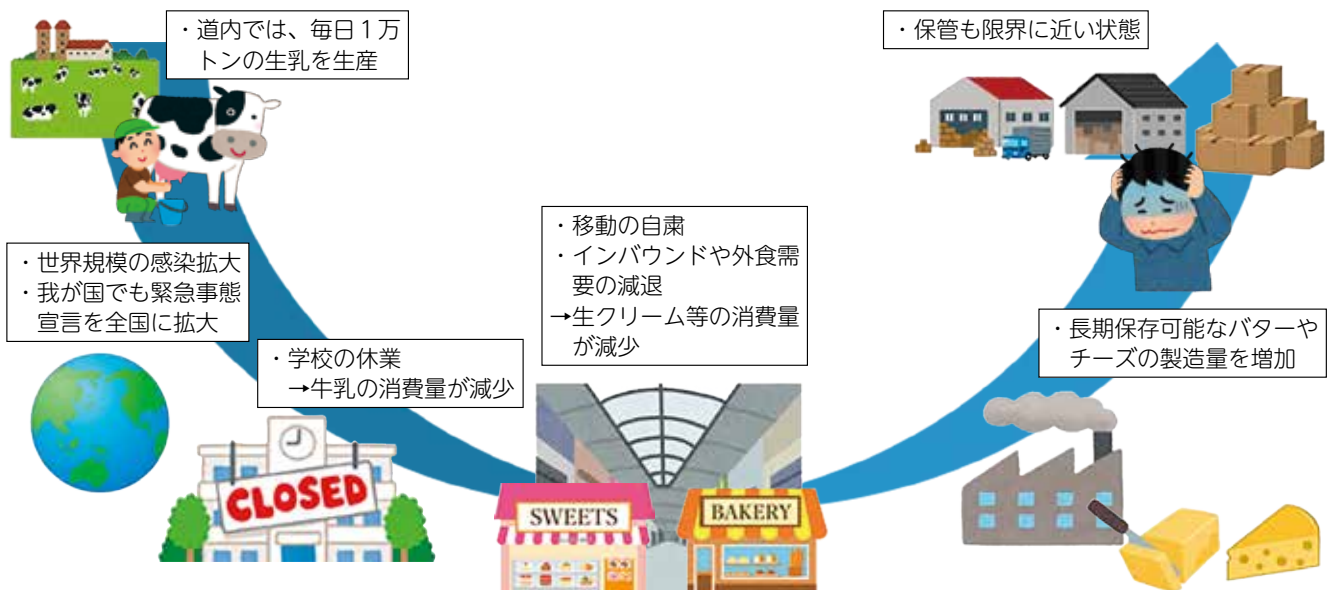 ・道内では、毎日１万
トンの生乳を生産
・世界規模の感染拡大
・我が国でも緊急事態
宣言を全国に拡大
・学校の休業
→牛乳の消費量が減少
CLOSED
・移動の自粛
・インバウンドや外食需
要の減退
→生クリーム等の消費量
が減少
SWEETS
BAKERY
・長期保存可能なバターや
チーズの製造量を増加
・保管も限界に近い状態